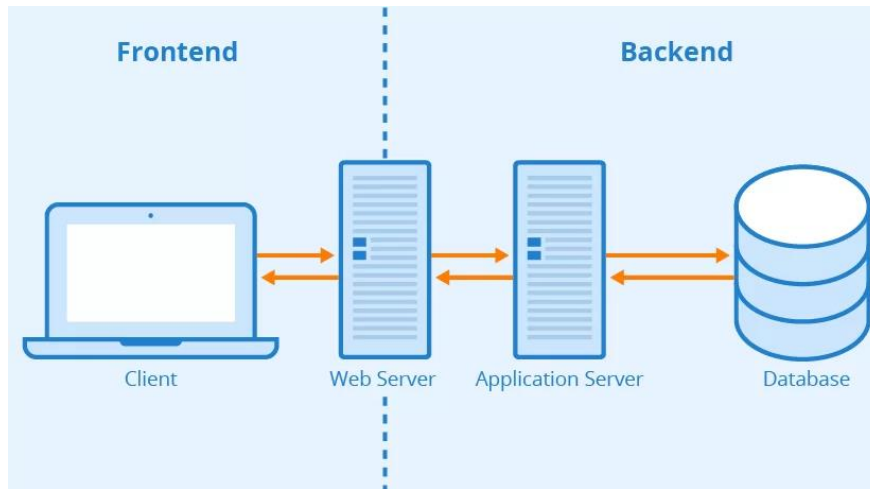 Frontend
Backend
Client
Web Server
Application Server
Database